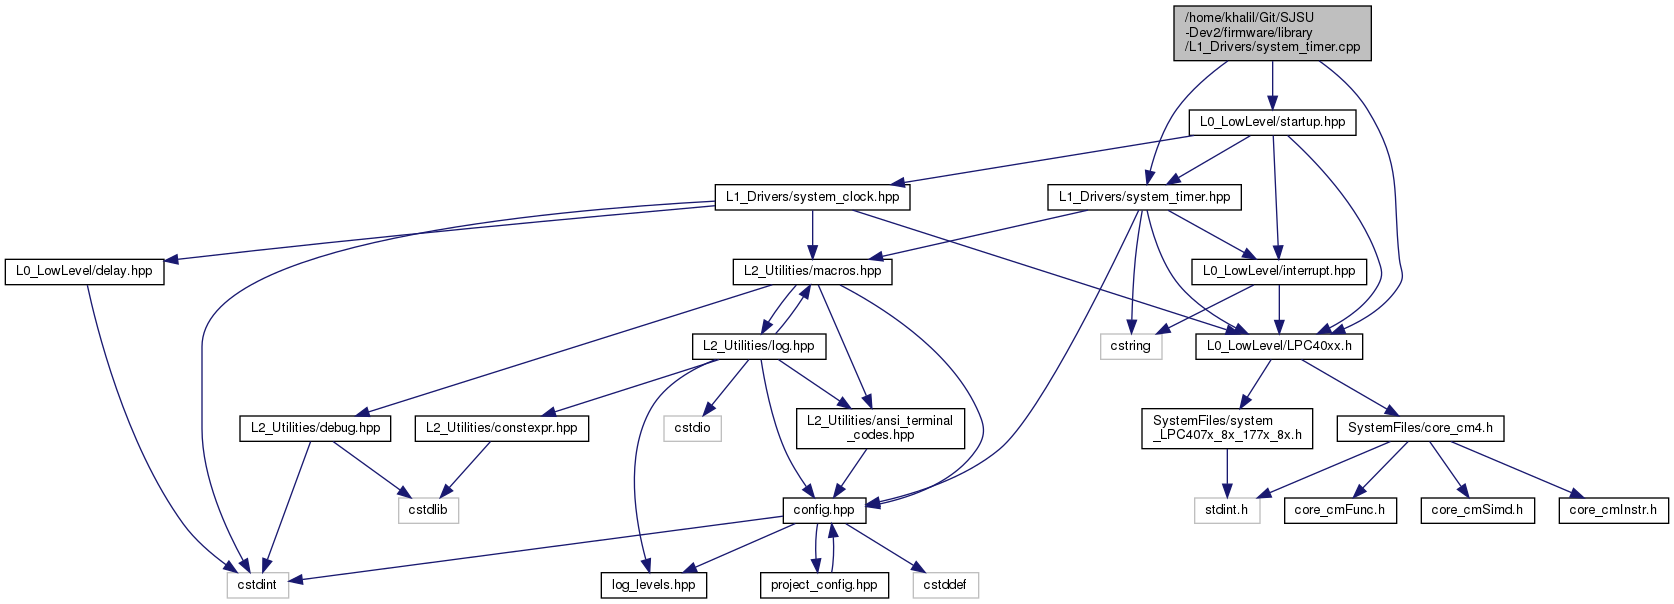 /home/khalil/Git/SJSU
-Dev2/firmware/library
/L1_Drivers/system_timer.cpp
L0_LowLevel/startup.hpp
L1_Drivers/system_clock.hpp
L1_Drivers/system_timer.hpp
L0_LowLevel/delay.hpp
L2_Utilities/macros.hpp
L0_LowLevel/interrupt.hpp
L2_Utilities/log.hpp
cstring
L0_LowLevel/LPC40xx.h
L2_Utilities/debug.hpp
L2_Utilities/constexpr.hpp
cstdio
L2_Utilities/ansi_terminal
_codes.hpp
SystemFiles/system
_LPC407x_8x_177x_8x.h
SystemFiles/core_cm4.h
cstdlib
config.hpp
stdint.h
core_cmFunc.h
core_cmSimd.h
core_cmInstr.h
cstdint
log_levels.hpp
project_config.hpp
cstddef